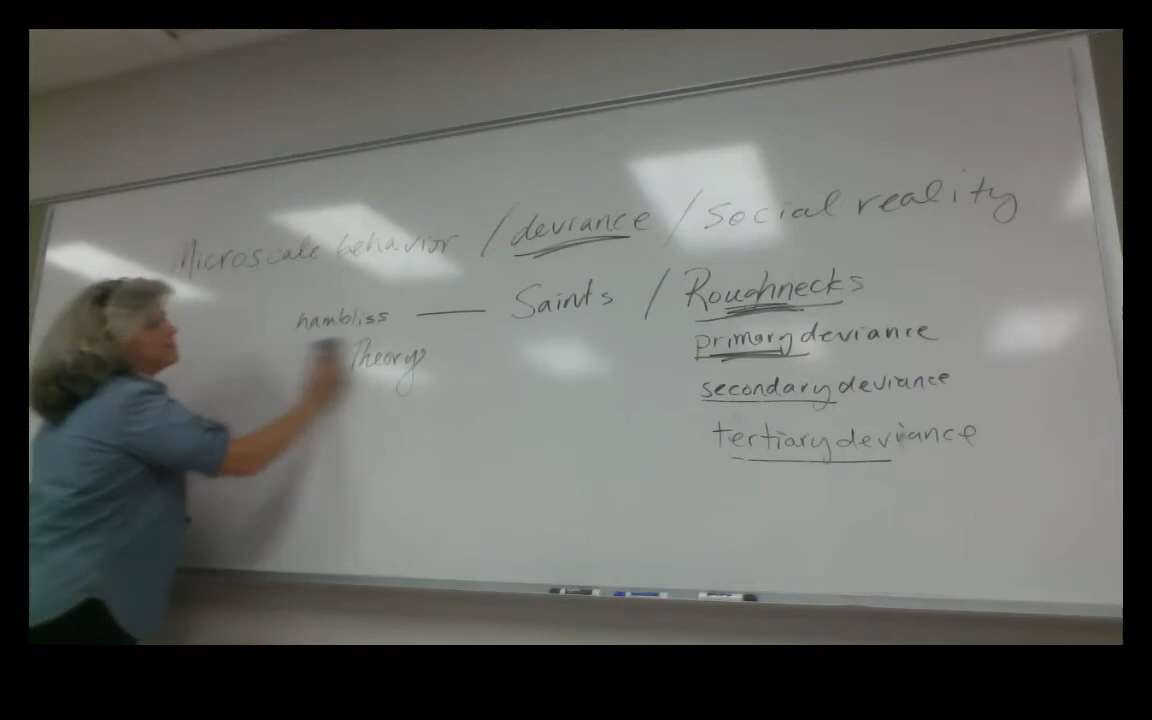 Microscale behavior / deviance / Social reality
hambliss — Saints / Roughnecks
Theory
primary deviance
secondary deviance
tertiary deviance